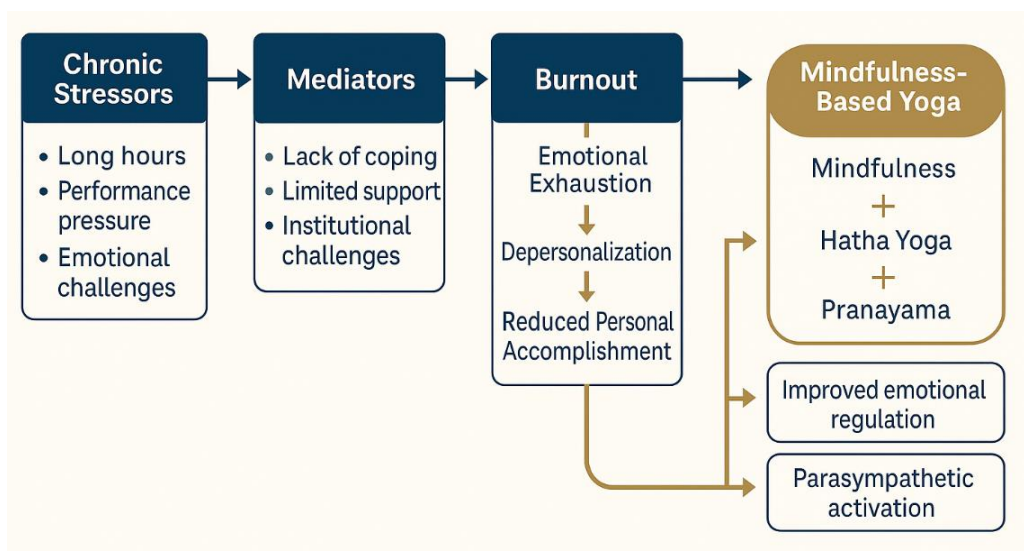 Chronic
Stressors
• Long hours
• Performance
pressure
• Emotional
challenges
Mediators
• Lack of coping
• Limited support
• Institutional
challenges
Burnout
Emotional
Exhaustion
Depersonalization
Reduced Personal
Accomplishment
Mindfulness-
Based Yoga
Mindfulness
+
Hatha Yoga
+
Pranayama
Improved emotional
regulation
Parasympathetic
activation